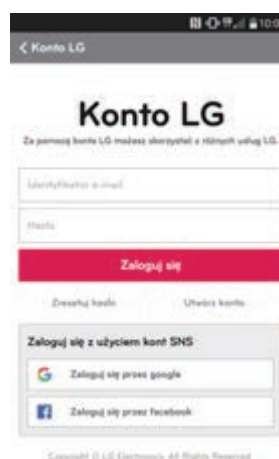 10:0
Konto LG
Konto LG
Za pomocą konta LG możesz skorzystać z różnych usług LG.
Identyfikator e-mail
Hasło
Zaloguj się
Zresetuj hasło
Utwórz konto
Zaloguj się z użyciem kont SNS
Zaloguj się przez google
Zaloguj się przez facebook
Copyright © LG Electronics. All Rights Reserved